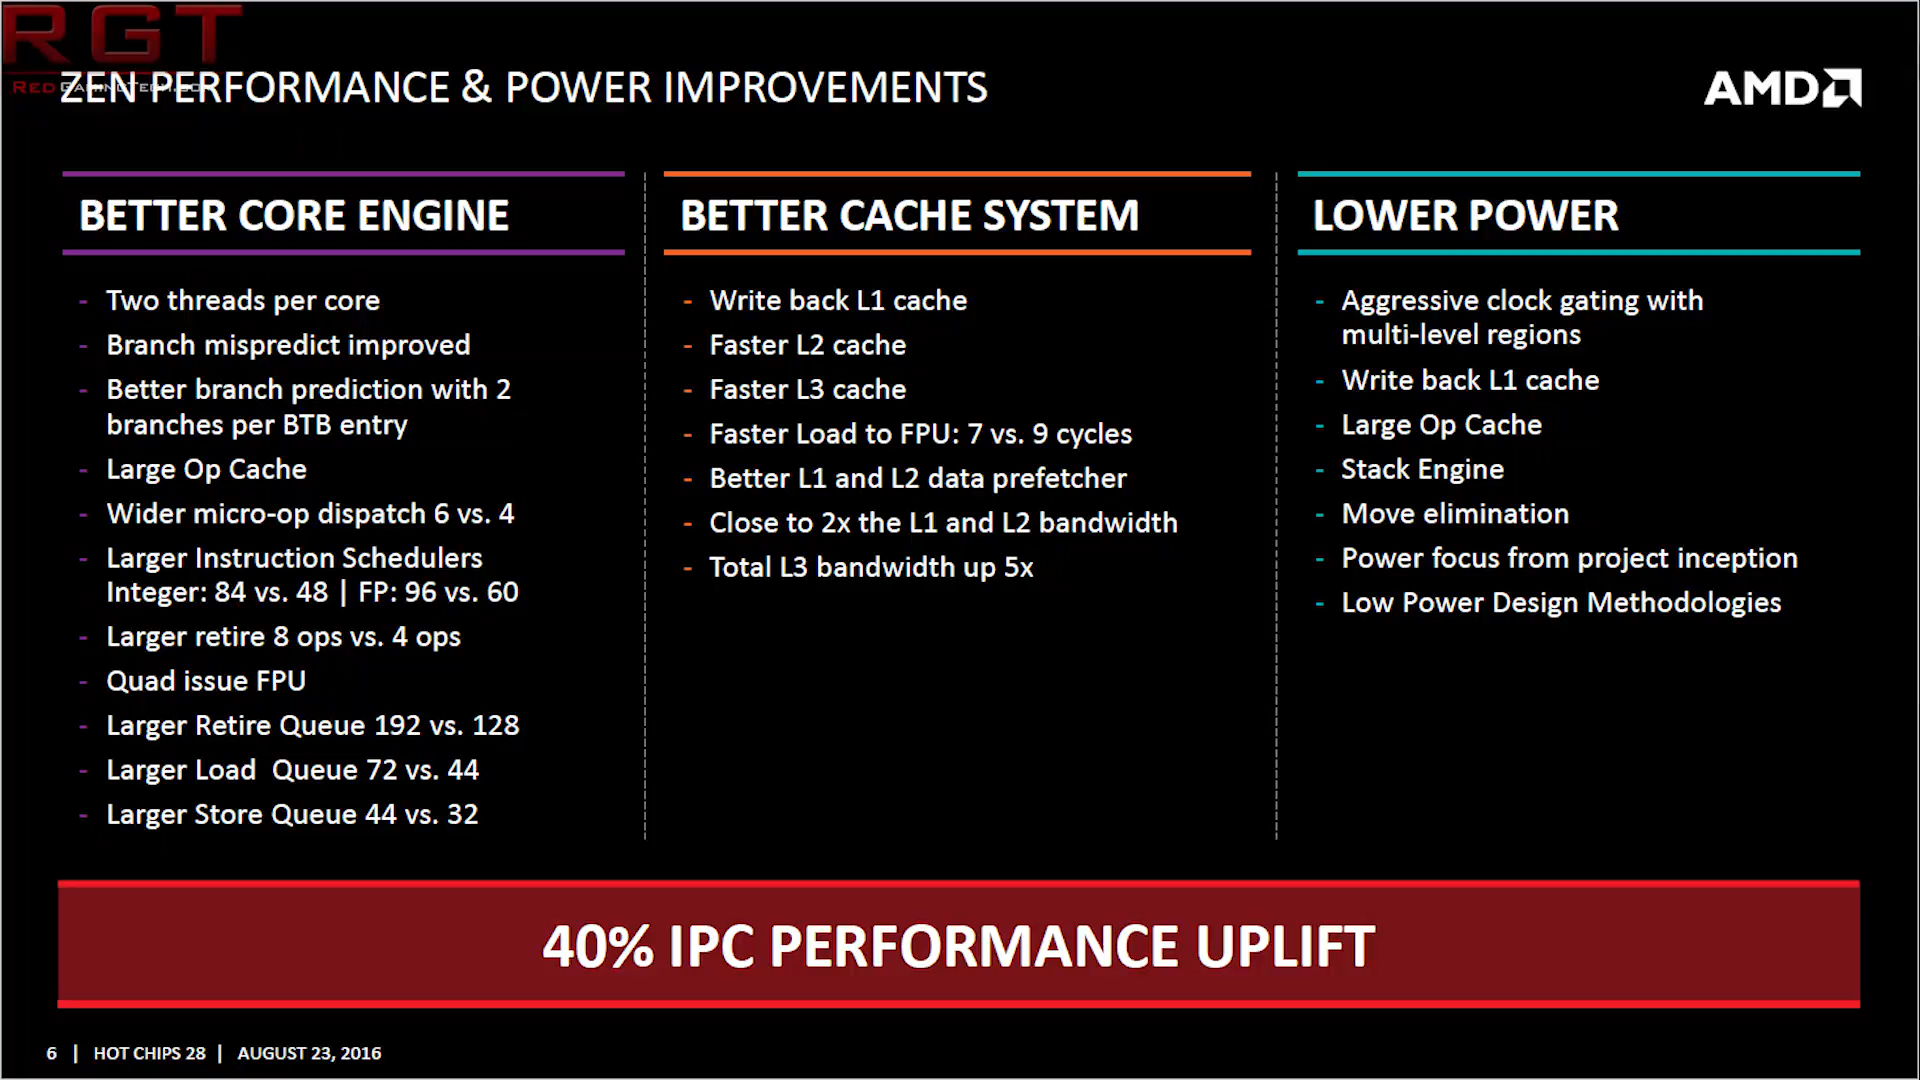 RGT
RED GAMINGTECH.CO
ZEN PERFORMANCE & POWER IMPROVEMENTS
AMD
BETTER CORE ENGINE
- Two threads per core
- Branch mispredict improved
- Better branch prediction with 2
branches per BTB entry
- Large Op Cache
- Wider micro-op dispatch 6 vs. 4
- Larger Instruction Schedulers
Integer: 84 vs. 48 | FP: 96 vs. 60
- Larger retire 8 ops vs. 4 ops
- Quad issue FPU
- Larger Retire Queue 192 vs. 128
- Larger Load Queue 72 vs. 44
- Larger Store Queue 44 vs. 32
BETTER CACHE SYSTEM
- Write back L1 cache
- Faster L2 cache
- Faster L3 cache
- Faster Load to FPU: 7 vs. 9 cycles
- Better L1 and L2 data prefetcher
- Close to 2x the L1 and L2 bandwidth
- Total L3 bandwidth up 5x
LOWER POWER
- Aggressive clock gating with
multi-level regions
- Write back L1 cache
- Large Op Cache
- Stack Engine
- Move elimination
- Power focus from project inception
- Low Power Design Methodologies
40% IPC PERFORMANCE UPLIFT
6 | HOT CHIPS 28 | AUGUST 23, 2016